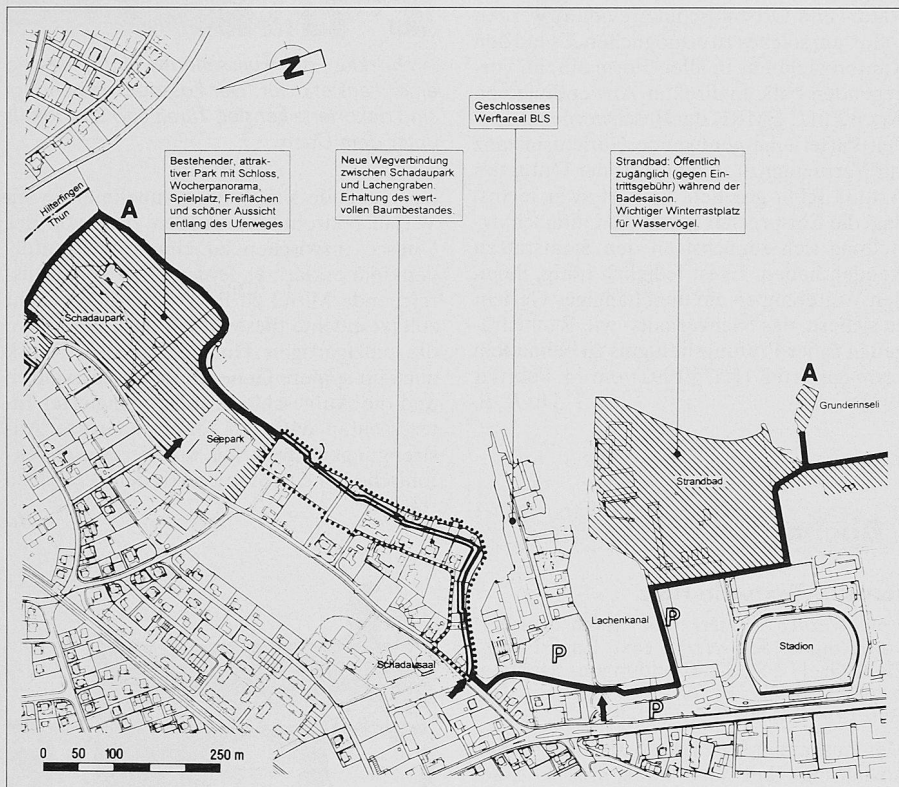 N
Geschlossenes
Werftareal BLS
Bestehender, attrak-
tiver Park mit Schloss,
Wocherpanorama,
Spielplatz, Freiflächen
und schöner Aussicht
entlang des Uferweges
Neue Wegverbindung
zwischen Schadaupark
und Lachengraben.
Erhaltung des wert-
vollen Baumbestandes.
Strandbad: Öffentlich
zugänglich (gegen Ein-
trittsgebühr) während der
Badesaison.
Wichtiger Winterrastplatz
für Wasservögel.
Hilterfingen
Thun
A
Schadaupark
A
Grunderinseli
Seepark
Strandbad
Lachenkanal
P
P
Stadion
Schadausaal
P
0 50 100 250 m